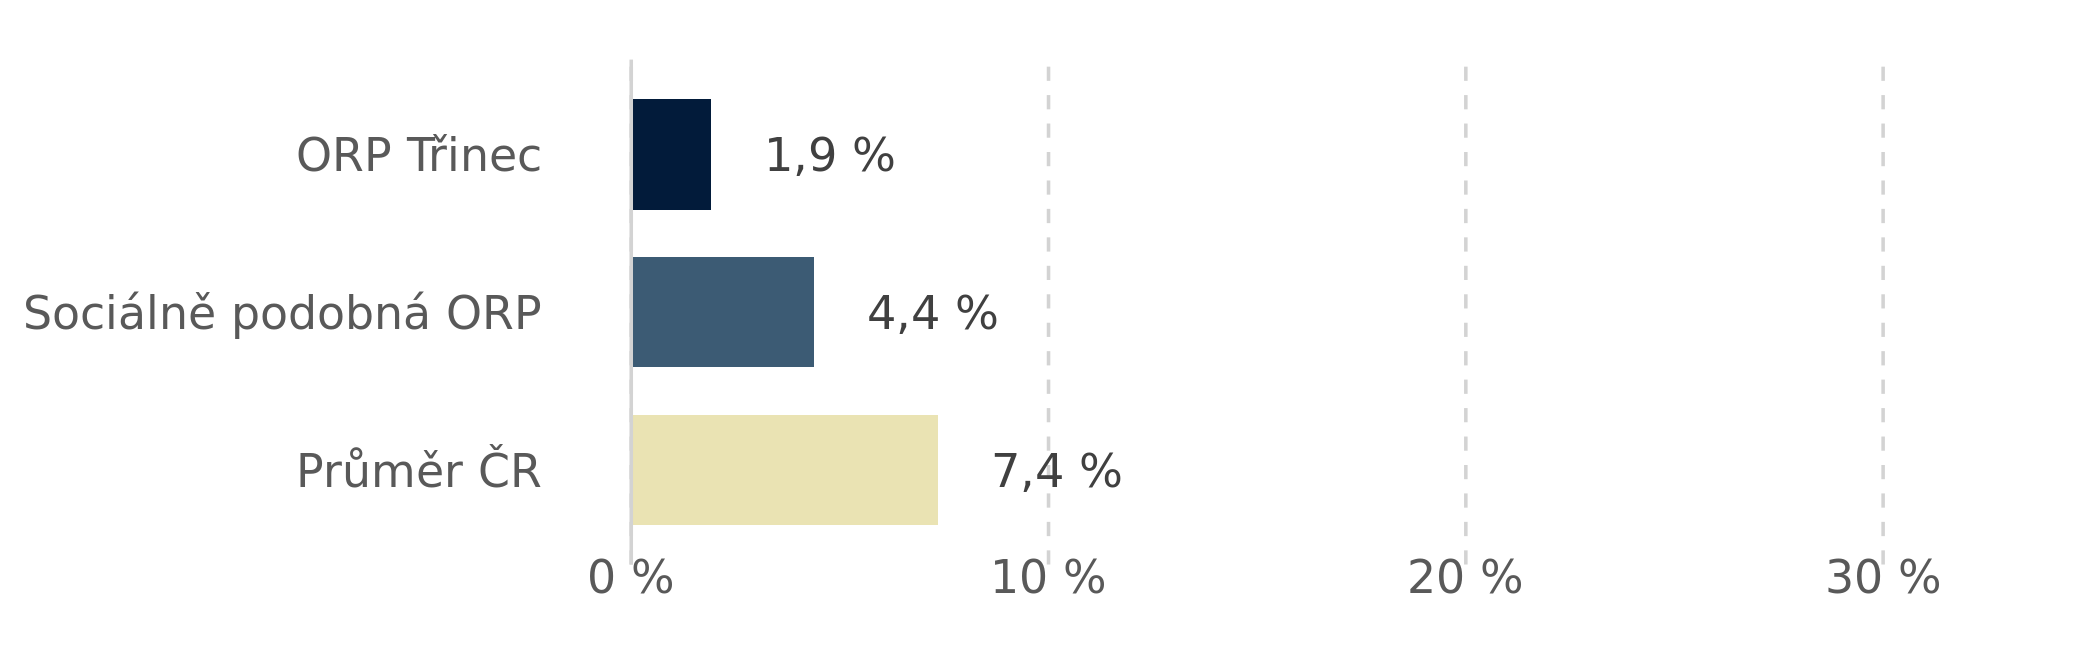 ORP Třinec 1,9 %
Sociálně podobná ORP 4,4 %
Průměr ČR 7,4 %
0 % 10 % 20 % 30 %